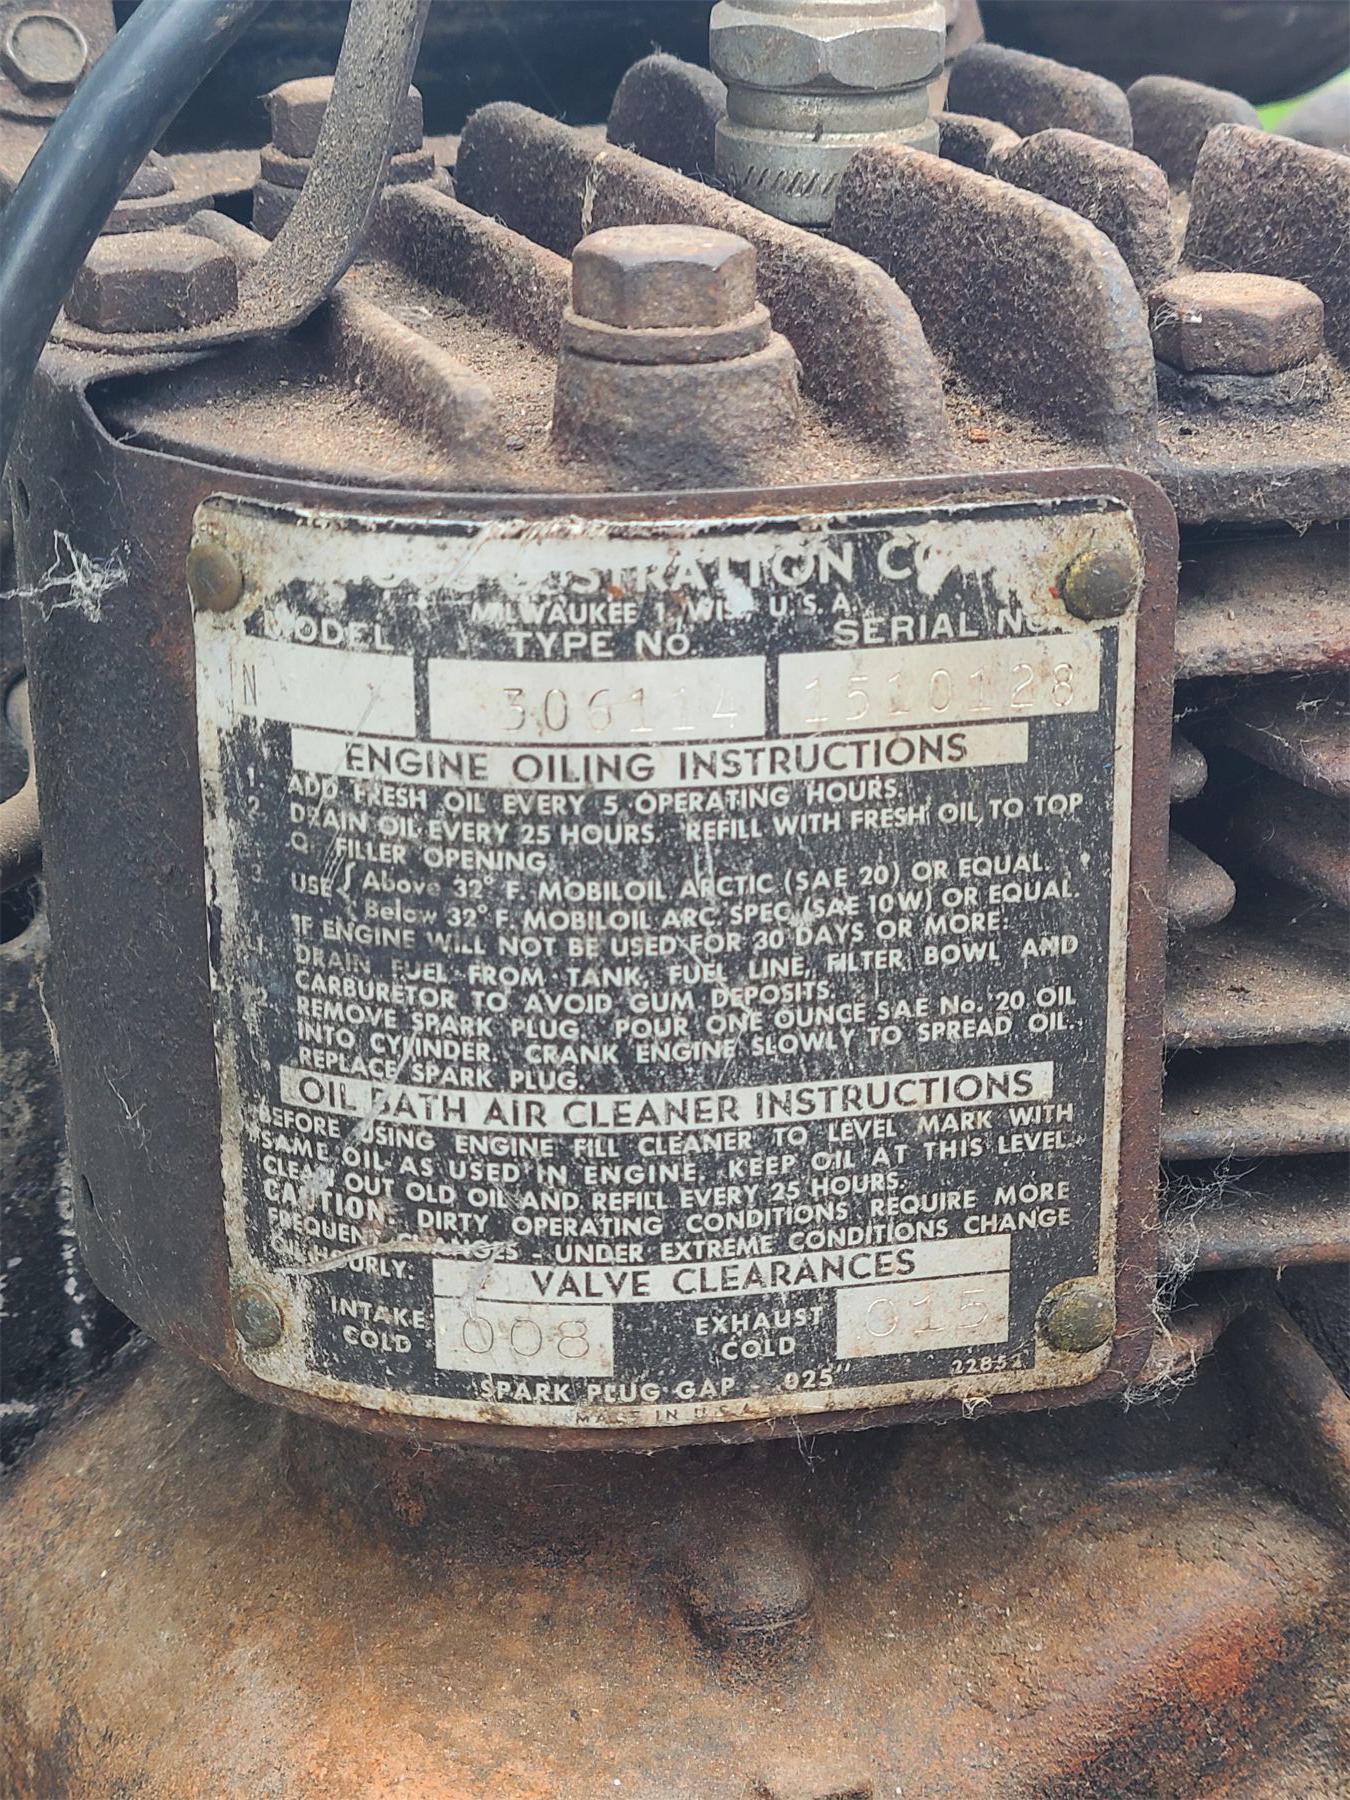 STRATTON CO
MILWAUKEE 1, WIS., U.S.A.
MODEL TYPE NO. SERIAL NO.
N 306114 1510128
ENGINE OILING INSTRUCTIONS
1. ADD FRESH OIL EVERY 5 OPERATING HOURS.
2. DRAIN OIL EVERY 25 HOURS. REFILL WITH FRESH OIL TO TOP
FILLER OPENING
3. USE { Above 32° F. MOBILOIL ARCTIC (SAE 20) OR EQUAL.
Below 32° F. MOBILOIL ARC. SPEC. (SAE 10W) OR EQUAL.
IF ENGINE WILL NOT BE USED FOR 30 DAYS OR MORE:
1. DRAIN FUEL FROM TANK, FUEL LINE, FILTER BOWL AND
CARBURETOR TO AVOID GUM DEPOSITS.
2. REMOVE SPARK PLUG. POUR ONE OUNCE SAE No. 20 OIL
INTO CYLINDER. CRANK ENGINE SLOWLY TO SPREAD OIL.
REPLACE SPARK PLUG.
OIL BATH AIR CLEANER INSTRUCTIONS
BEFORE USING ENGINE FILL CLEANER TO LEVEL MARK WITH
SAME OIL AS USED IN ENGINE. KEEP OIL AT THIS LEVEL.
CLEAN OUT OLD OIL AND REFILL EVERY 25 HOURS.
CAUTION: DIRTY OPERATING CONDITIONS REQUIRE MORE
FREQUENT CHANGES - UNDER EXTREME CONDITIONS CHANGE
OIL HOURLY.
VALVE CLEARANCES
INTAKE COLD 008 EXHAUST COLD 015
SPARK PLUG GAP - .025" 22852
MADE IN U.S.A.